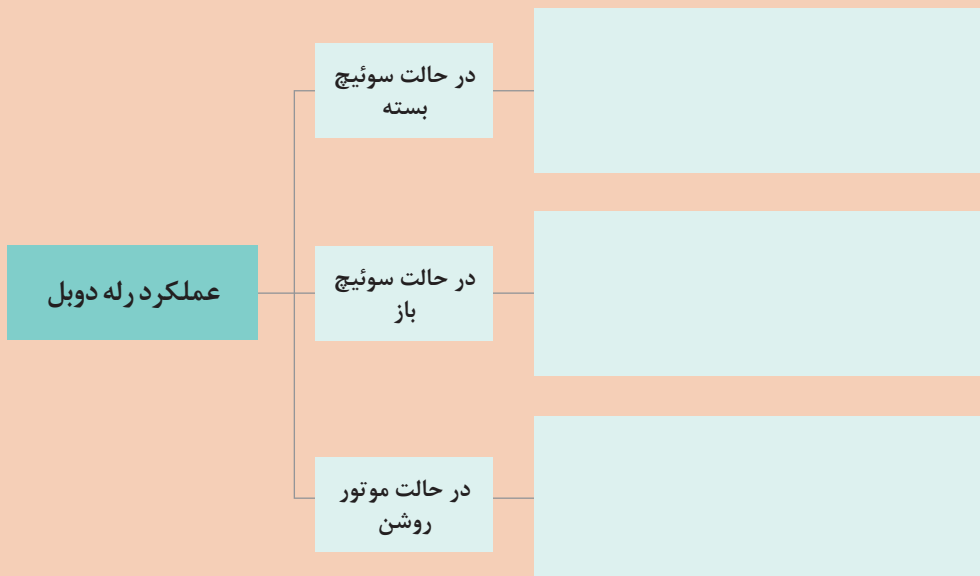 عملکرد رله دوبل
در حالت سوئیچ
بسته
در حالت سوئیچ
باز
در حالت موتور
روشن